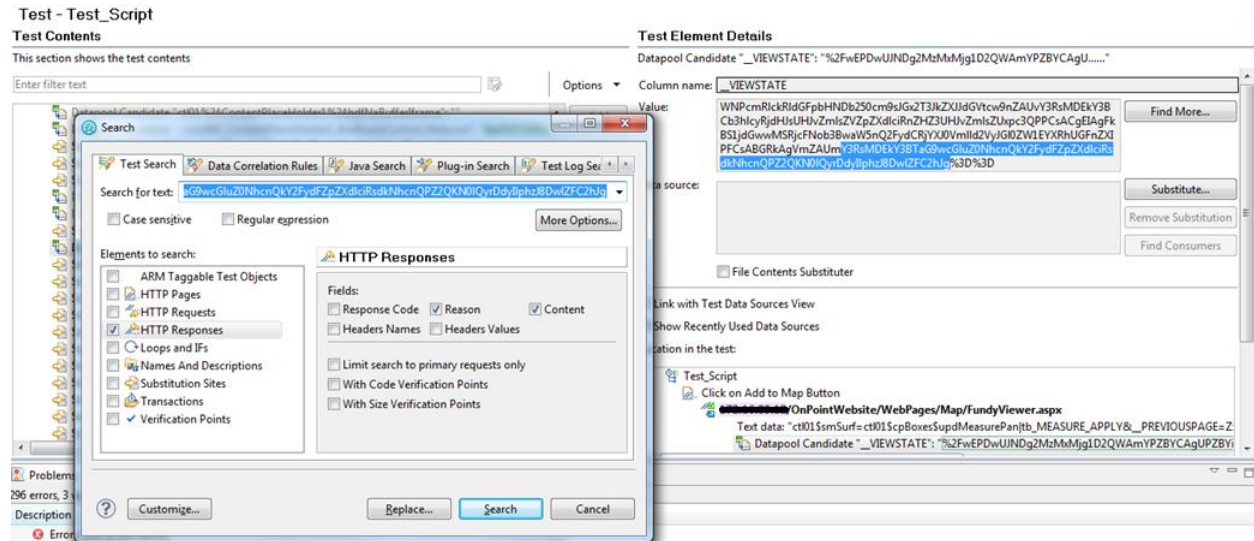 Test - Test_Script
Test Contents
This section shows the test contents
Enter filter text
Options
Datapool Candidate "ctl01%24ContentPlaceHolder1%24hdfNaBufferIframe": ""
Search
Test Search
Data Correlation Rules
Java Search
Plug-in Search
Test Log Sea
Search for text:
Case sensitive
Regular expression
More Options...
Elements to search:
ARM Taggable Test Objects
HTTP Pages
HTTP Requests
HTTP Responses
Loops and IFs
Names And Descriptions
Substitution Sites
Transactions
Verification Points
HTTP Responses
Fields:
Response Code
Reason
Content
Headers Names
Headers Values
Limit search to primary requests only
With Code Verification Points
With Size Verification Points
Customize...
Replace...
Search
Cancel
Problems
296 errors, 3
Description
Error
Test Element Details
Datapool Candidate "__VIEWSTATE": "%2FwEPDwUJNDg2MzMxMjg1D2QWAmYPZBYCAgU......"
Column name: __VIEWSTATE
Value:
Find More...
Substitute...
Remove Substitution
Find Consumers
File Contents Substituter
Link with Test Data Sources View
Show Recently Used Data Sources
Test_Script
Click on Add to Map Button
/OnPointWebsite/WebPages/Map/FundyViewer.aspx
Text data: "ctl01$smSurf=ctl01$cpBoxes$updMeasurePan|tb_MEASURE_APPLY&__PREVIOUSPAGE=Z
Datapool Candidate "__VIEWSTATE": "%2FwEPDwUJNDg2MzMxMjg1D2QWAmYPZBYCAgUPZBYi